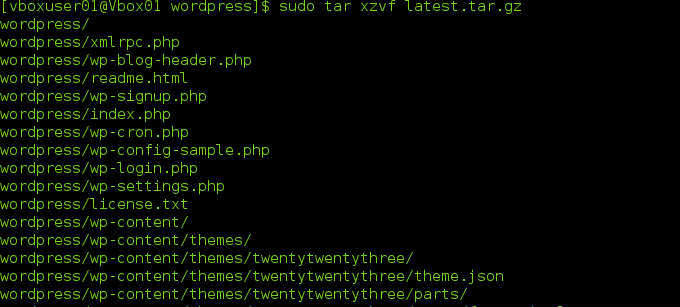 [vboxuser01@Vbox01 wordpress]$ sudo tar xzvf latest.tar.gz
wordpress/
wordpress/xmlrpc.php
wordpress/wp-blog-header.php
wordpress/readme.html
wordpress/wp-signup.php
wordpress/index.php
wordpress/wp-cron.php
wordpress/wp-config-sample.php
wordpress/wp-login.php
wordpress/wp-settings.php
wordpress/license.txt
wordpress/wp-content/
wordpress/wp-content/themes/
wordpress/wp-content/themes/twentytwentythree/
wordpress/wp-content/themes/twentytwentythree/theme.json
wordpress/wp-content/themes/twentytwentythree/parts/